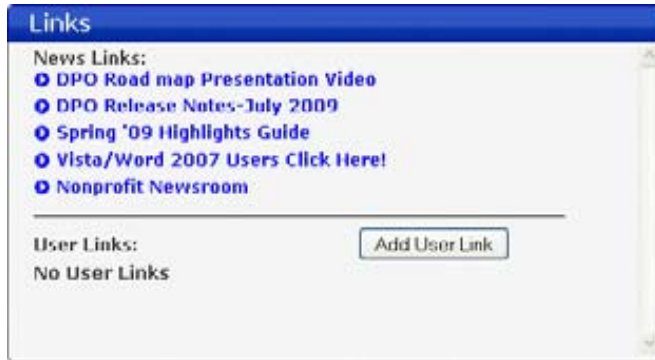 Links
News Links:
DPO Road map Presentation Video
DPO Release Notes-July 2009
Spring '09 Highlights Guide
Vista/Word 2007 Users Click Here!
Nonprofit Newsroom
User Links: Add User Link
No User Links